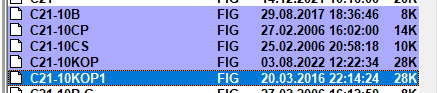 C21-10B FIG 29.08.2017 18:36:46 8K
C21-10CP FIG 27.02.2006 16:02:00 14K
C21-10CS FIG 25.02.2006 20:58:18 10K
C21-10KOP FIG 03.08.2022 12:22:34 28K
C21-10KOP1 FIG 20.03.2016 22:14:24 28K